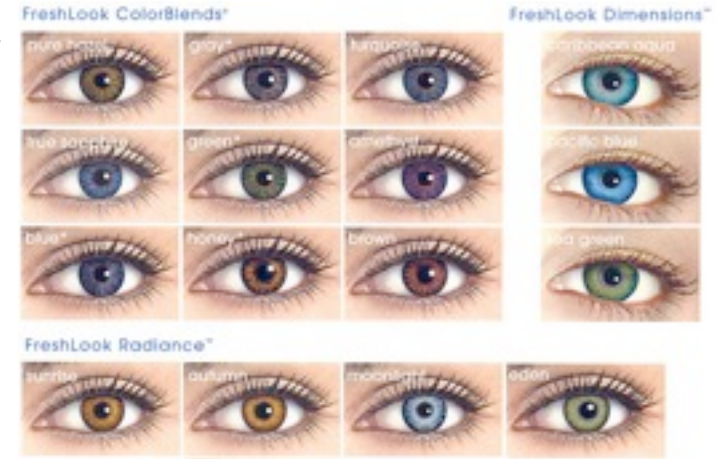 FreshLook ColorBlends®
FreshLook Dimensions™
pure hazel
gray*
turquoise
caribbean aqua
true sapphire
green*
amethyst
pacific blue
blue*
honey*
brown
sea green
FreshLook Radiance™
sunrise
autumn
moonlight
eden